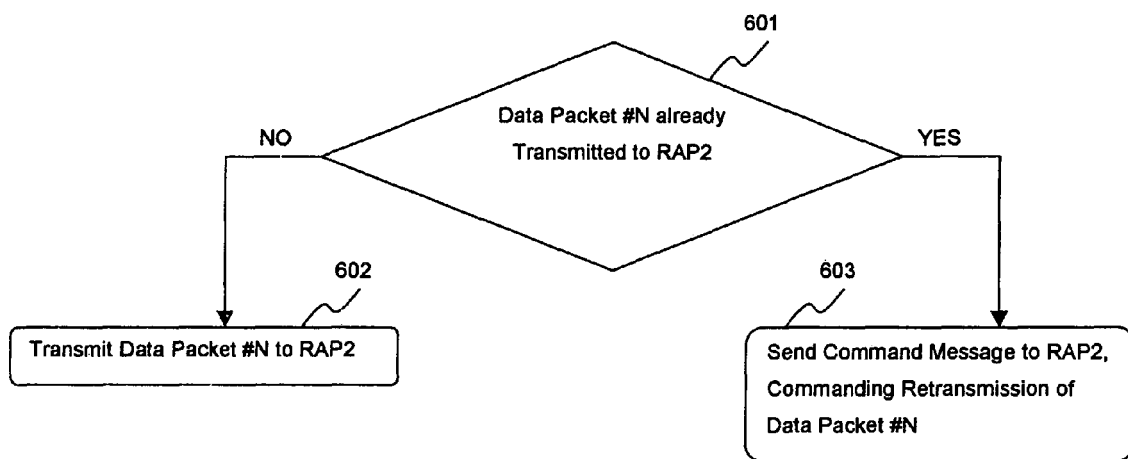 601
Data Packet #N already
Transmitted to RAP2
NO
YES
602
Transmit Data Packet #N to RAP2
603
Send Command Message to RAP2,
Commanding Retransmission of
Data Packet #N